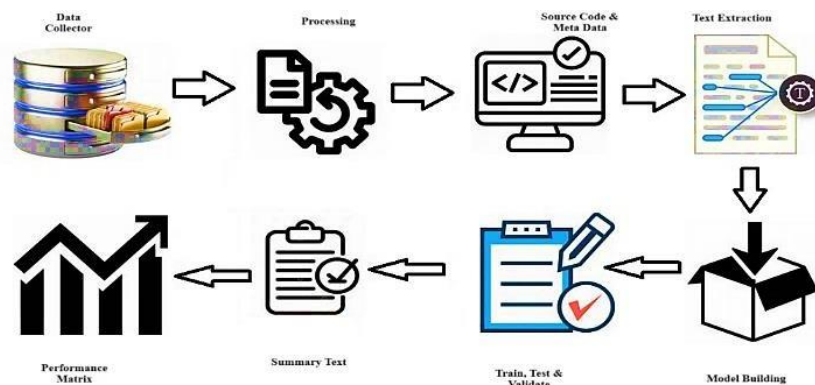 Data
Collector
Processing
Source Code &
Meta Data
Text Extraction
</>
T
Performance
Matrix
Summary Text
Train, Test &
Validate
Model Building